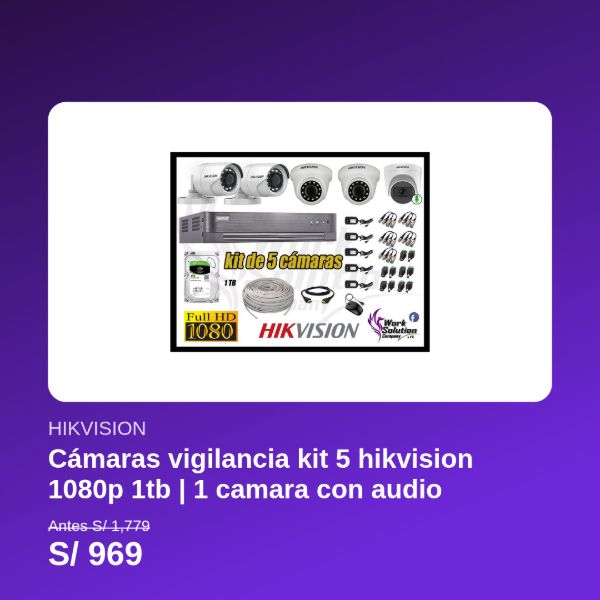 kit de 5 cámaras
1 TB
Full HD
1080
HIKVISION
Work
Solution
Company
HIKVISION
Cámaras vigilancia kit 5 hikvision
1080p 1tb | 1 camara con audio
Antes S/ 1,779
S/ 969